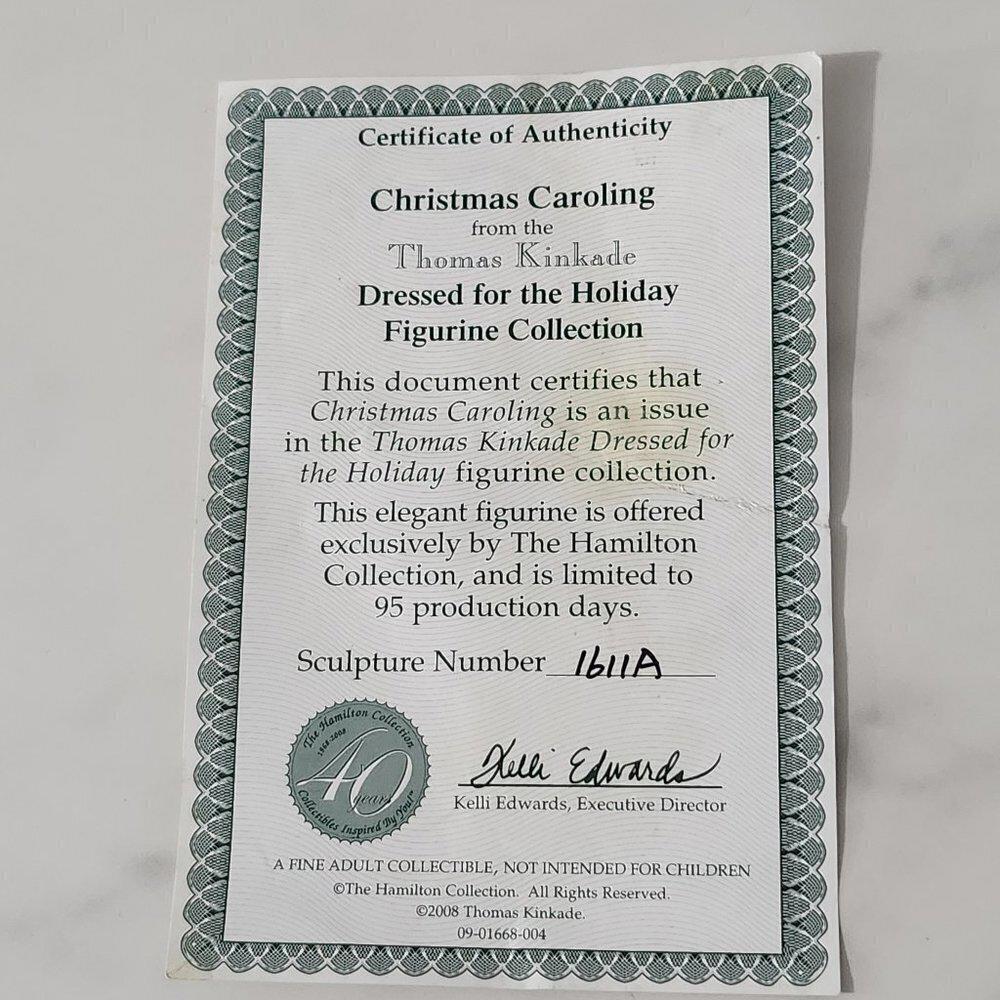 Certificate of Authenticity
Christmas Caroling
from the
Thomas Kinkade
Dressed for the Holiday
Figurine Collection
This document certifies that
Christmas Caroling is an issue
in the Thomas Kinkade Dressed for
the Holiday figurine collection.
This elegant figurine is offered
exclusively by The Hamilton
Collection, and is limited to
95 production days.
Sculpture Number 1611A
The Hamilton Collection
1968-2008
40
years
Collectibles Inspired By You!™
Kelli Edwards
Kelli Edwards, Executive Director
A FINE ADULT COLLECTIBLE, NOT INTENDED FOR CHILDREN
©The Hamilton Collection. All Rights Reserved.
©2008 Thomas Kinkade.
09-01668-004